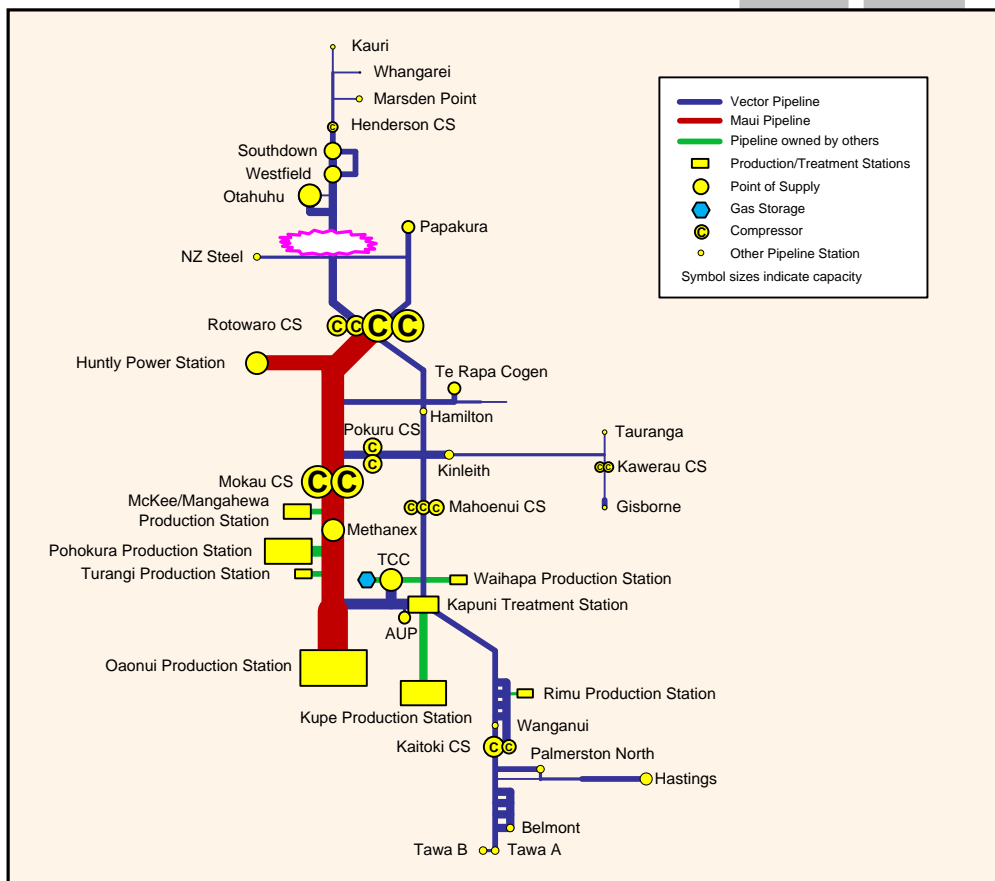 Kauri
Whangarei
Marsden Point
Henderson CS
Southdown
Westfield
Otahuhu
Papakura
NZ Steel
Rotowaro CS
C C C C
Huntly Power Station
Te Rapa Cogen
Hamilton
Pokuru CS
C
C
Tauranga
Kinleith
Kawerau CS
C C
Mokau CS
C C
McKee/Mangahewa
Production Station
Mahoenui CS
C C C
Gisborne
Methanex
Pohokura Production Station
TCC
Turangi Production Station
Waihapa Production Station
Kapuni Treatment Station
AUP
Oaonui Production Station
Kupe Production Station
Rimu Production Station
Wanganui
Kaitoki CS
C C
Palmerston North
Hastings
Belmont
Tawa B
Tawa A
Vector Pipeline
Maui Pipeline
Pipeline owned by others
Production/Treatment Stations
Point of Supply
Gas Storage
C
Compressor
Other Pipeline Station
Symbol sizes indicate capacity
C